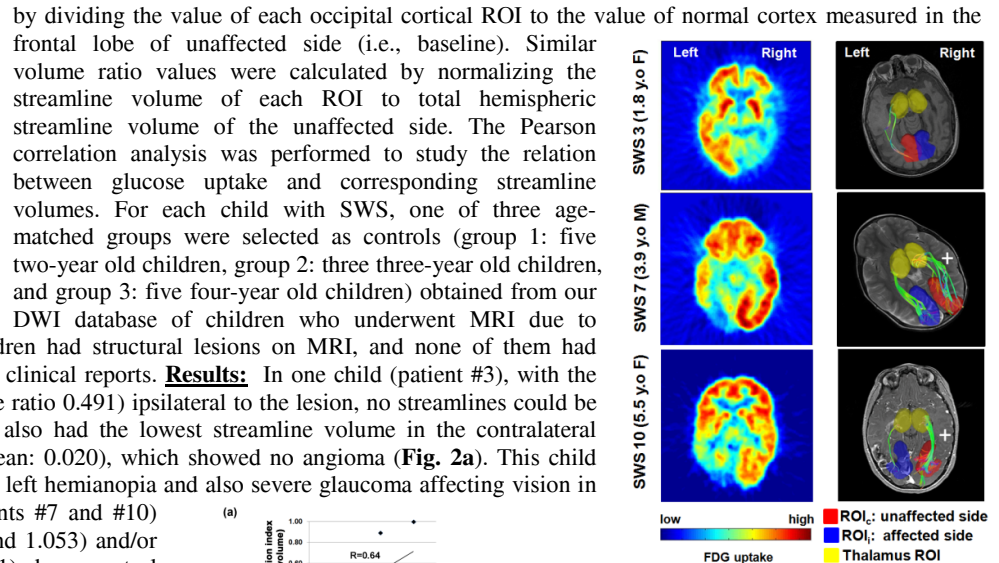 by dividing the value of each occipital cortical ROI to the value of normal cortex measured in the
frontal lobe of unaffected side (i.e., baseline). Similar
volume ratio values were calculated by normalizing the
streamline volume of each ROI to total hemispheric
streamline volume of the unaffected side. The Pearson
correlation analysis was performed to study the relation
between glucose uptake and corresponding streamline
volumes. For each child with SWS, one of three age-
matched groups were selected as controls (group 1: five
two-year old children, group 2: three three-year old children,
and group 3: five four-year old children) obtained from our
DWI database of children who underwent MRI due to
dren had structural lesions on MRI, and none of them had
clinical reports. Results: In one child (patient #3), with the
e ratio 0.491) ipsilateral to the lesion, no streamlines could be
also had the lowest streamline volume in the contralateral
ean: 0.020), which showed no angioma (Fig. 2a). This child
left hemianopia and also severe glaucoma affecting vision in
nts #7 and #10)
nd 1.053) and/or
(a)
1.00
0.80
R=0.64
Left Right
Left Right
SWS 3 (1.8 y.o F)
SWS 7 (3.9 y.o M)
SWS 10 (5.5 y.o F)
low high
FDG uptake
ROIc: unaffected side
ROIi: affected side
Thalamus ROI